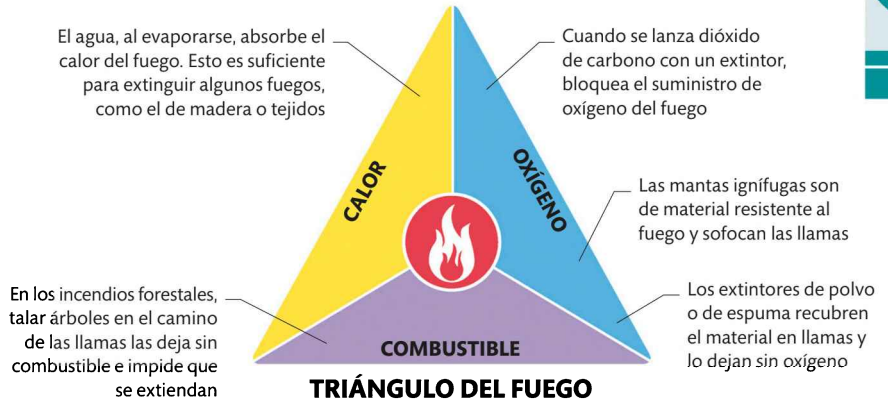 El agua, al evaporarse, absorbe el
calor del fuego. Esto es suficiente
para extinguir algunos fuegos,
como el de madera o tejidos
Cuando se lanza dióxido
de carbono con un extintor,
bloquea el suministro de
oxígeno del fuego
CALOR
OXÍGENO
Las mantas ignífugas son
de material resistente al
fuego y sofocan las llamas
En los incendios forestales,
talar árboles en el camino
de las llamas las deja sin
combustible e impide que
se extiendan
Los extintores de polvo
o de espuma recubren
el material en llamas y
lo dejan sin oxígeno
COMBUSTIBLE
TRIÁNGULO DEL FUEGO